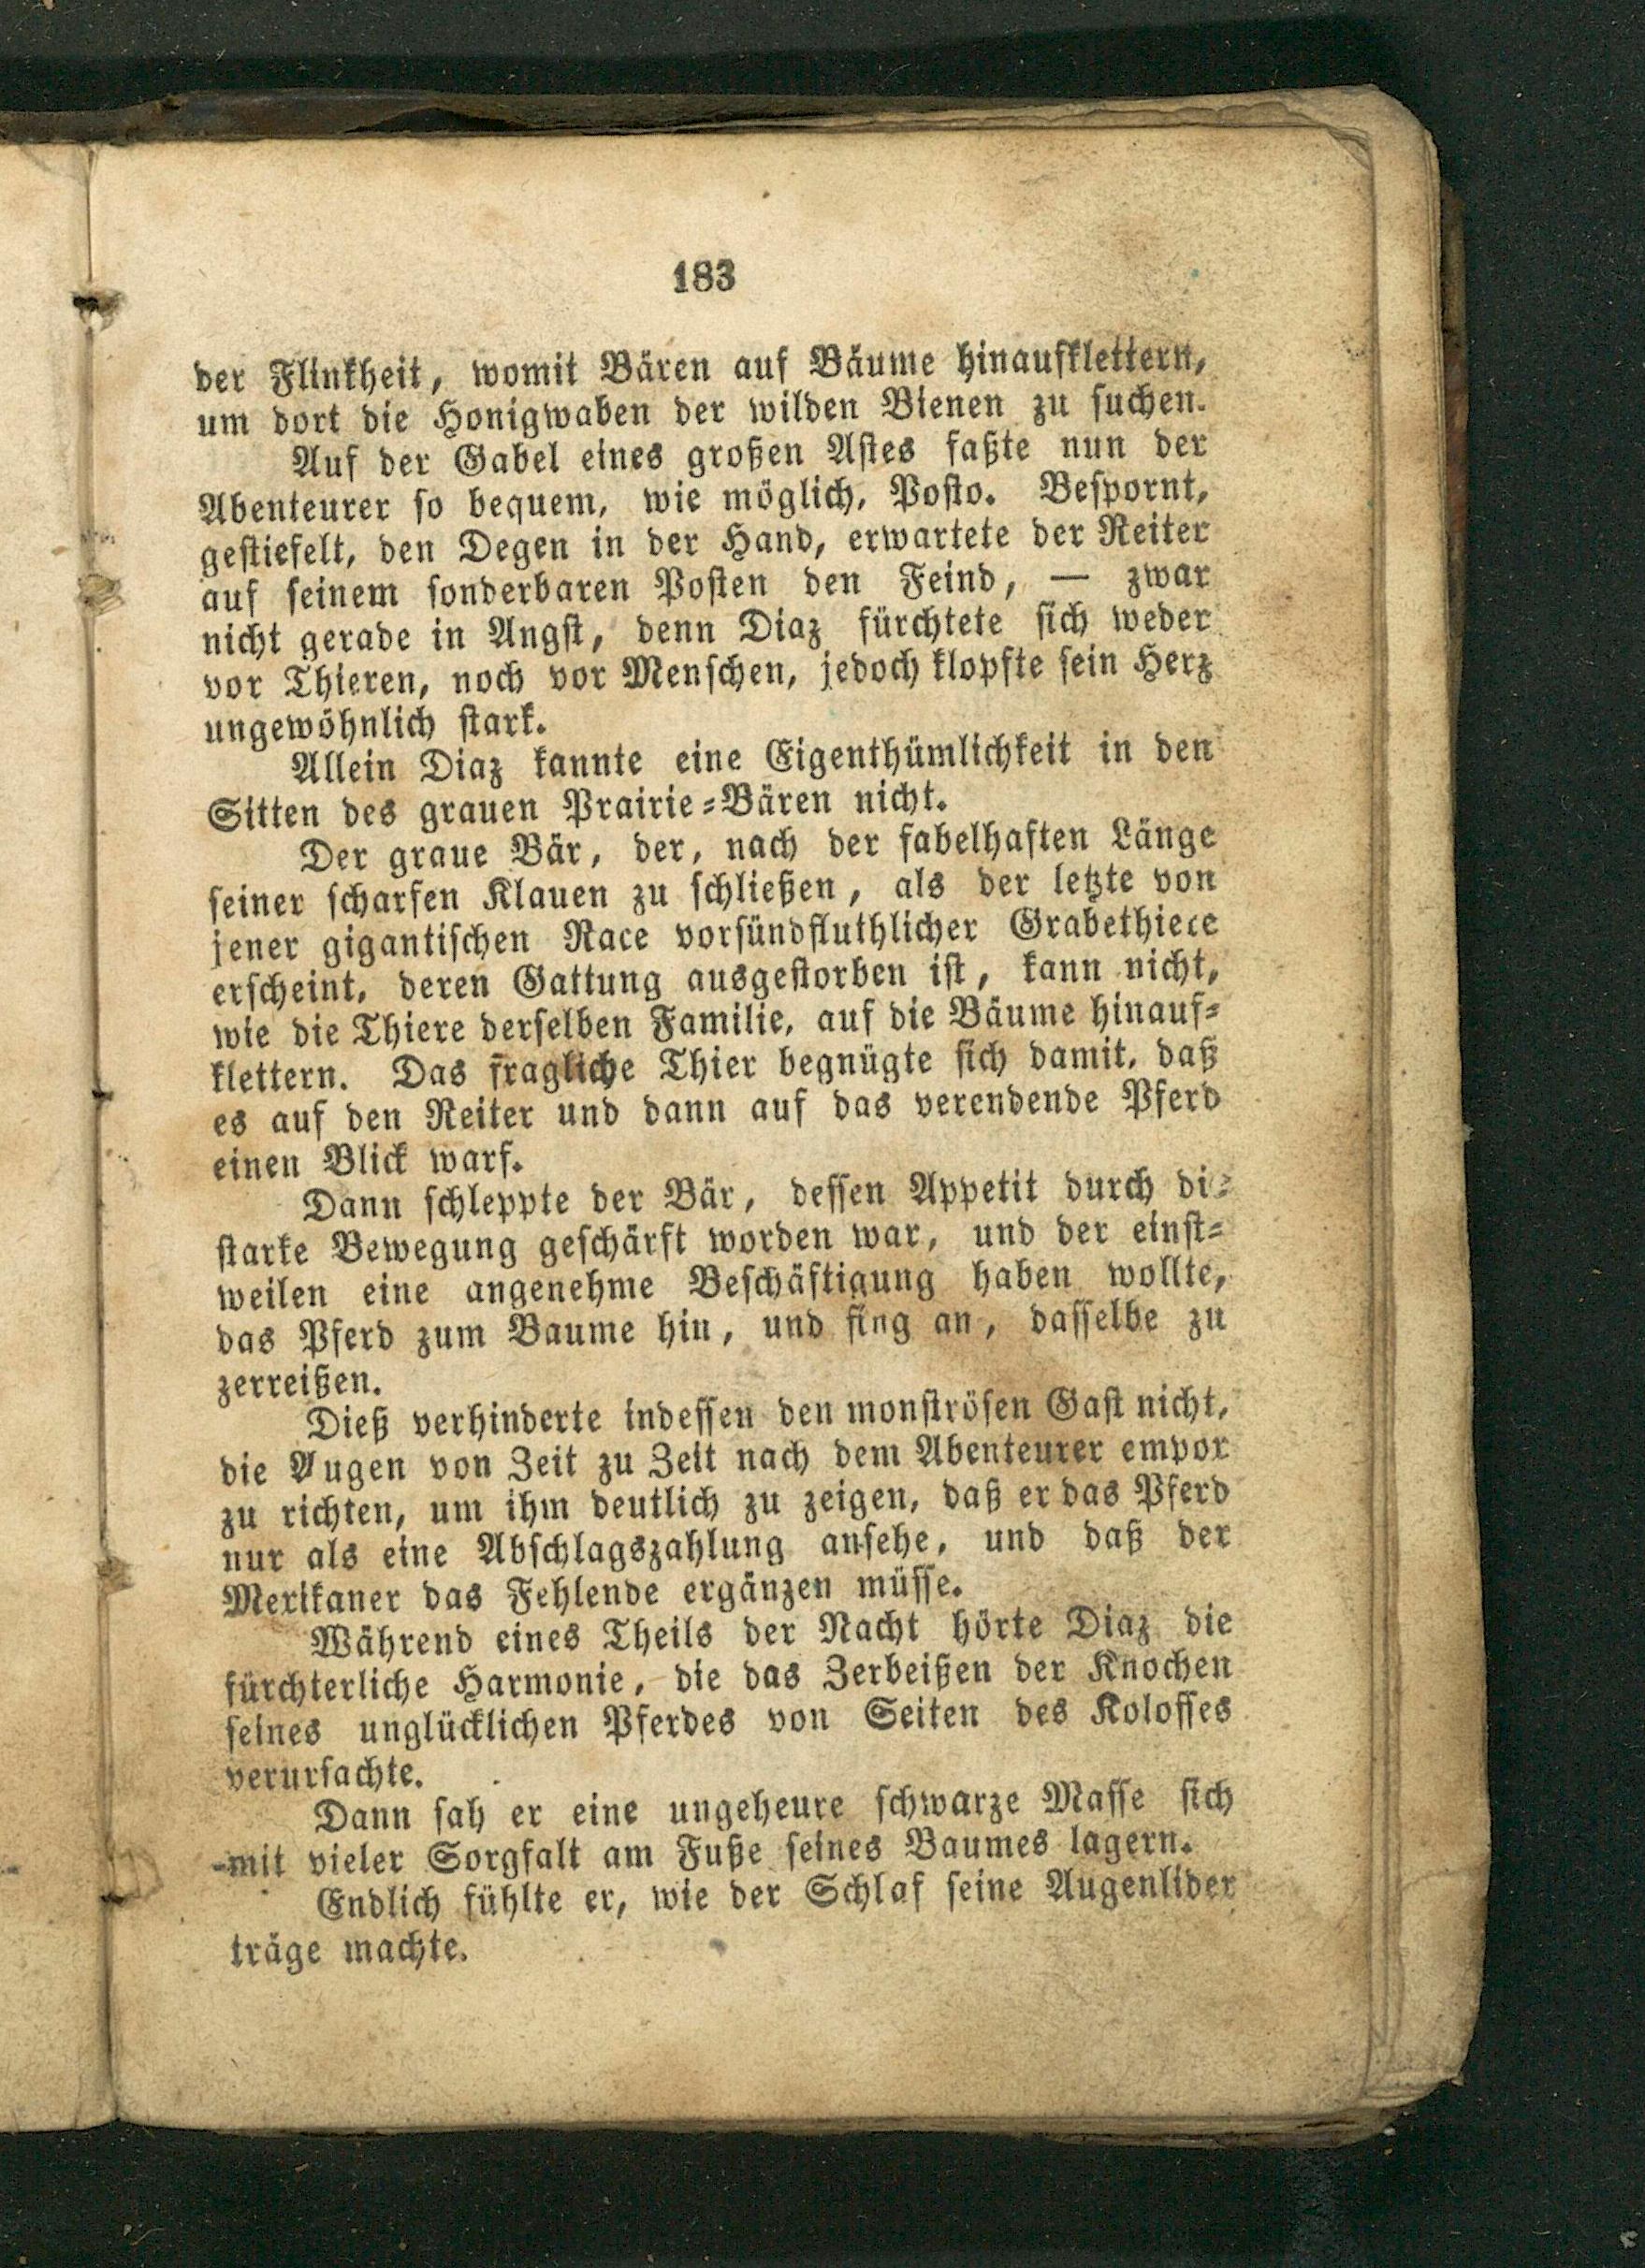 183
der Flinkheit, womit Bären auf Bäume hinaufklettern,
um dort die Honigwaben der wilden Bienen zu suchen.
Auf der Gabel eines großen Astes faßte nun der
Abenteurer so bequem, wie möglich, Posto. Bespornt,
gestiefelt, den Degen in der Hand, erwartete der Reiter
auf seinem sonderbaren Posten den Feind, — zwar
nicht gerade in Angst, denn Diaz fürchtete sich weder
vor Thieren, noch vor Menschen, jedoch klopfte sein Herz
ungewöhnlich stark.
Allein Diaz kannte eine Eigenthümlichkeit in den
Sitten des grauen Prairie-Bären nicht.
Der graue Bär, der, nach der fabelhaften Länge
seiner scharfen Klauen zu schließen, als der letzte von
jener gigantischen Race vorsündfluthlicher Grabethiere
erscheint, deren Gattung ausgestorben ist, kann nicht,
wie die Thiere derselben Familie, auf die Bäume hinauf-
klettern. Das fragliche Thier begnügte sich damit, daß
es auf den Reiter und dann auf das verendende Pferd
einen Blick warf.
Dann schleppte der Bär, dessen Appetit durch die
starke Bewegung geschärft worden war, und der einst-
weilen eine angenehme Beschäftigung haben wollte,
das Pferd zum Baume hin, und fing an, dasselbe zu
zerreißen.
Dieß verhinderte indessen den monströsen Gast nicht,
die Augen von Zeit zu Zeit nach dem Abenteurer empor
zu richten, um ihm deutlich zu zeigen, daß er das Pferd
nur als eine Abschlagszahlung ansehe, und daß der
Mexikaner das Fehlende ergänzen müsse.
Während eines Theils der Nacht hörte Diaz die
fürchterliche Harmonie, die das Zerbeißen der Knochen
seines unglücklichen Pferdes von Seiten des Kolosses
verursachte.
Dann sah er eine ungeheure schwarze Masse sich
mit vieler Sorgfalt am Fuße seines Baumes lagern.
Endlich fühlte er, wie der Schlaf seine Augenlider
träge machte.